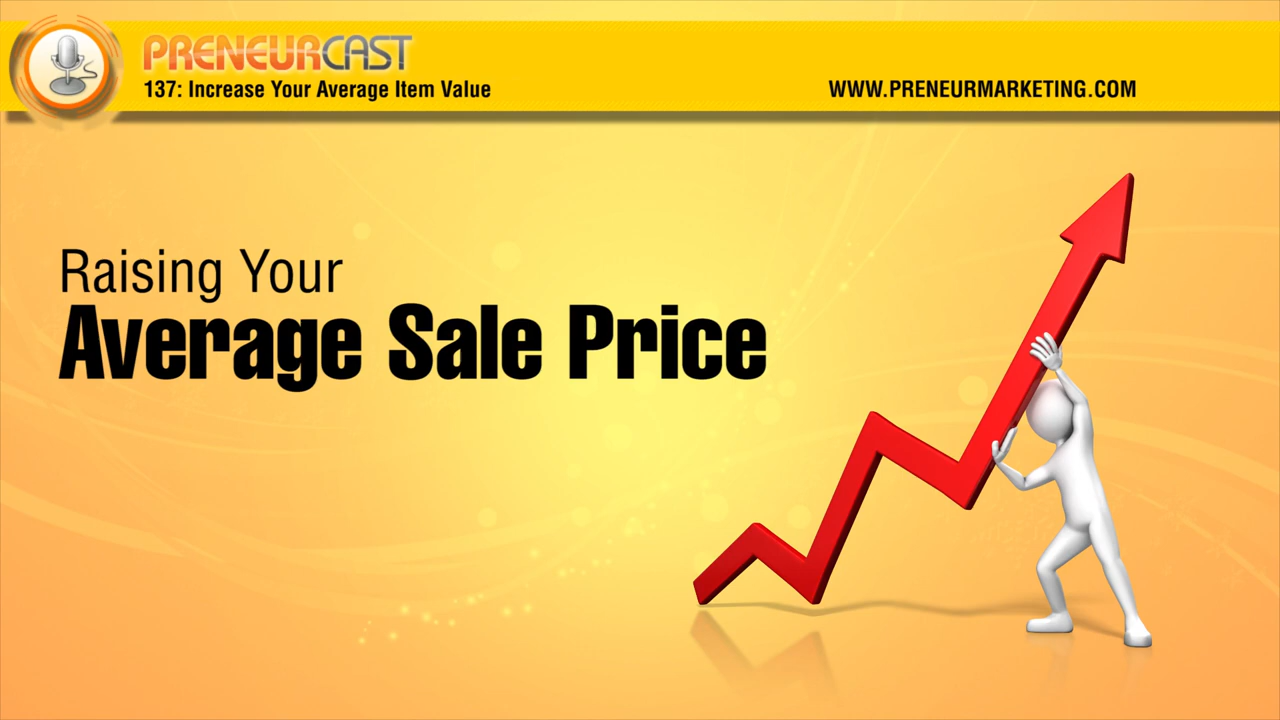 PRENEURCAST
137: Increase Your Average Item Value
WWW.PRENEURMARKETING.COM
Raising Your
Average Sale Price